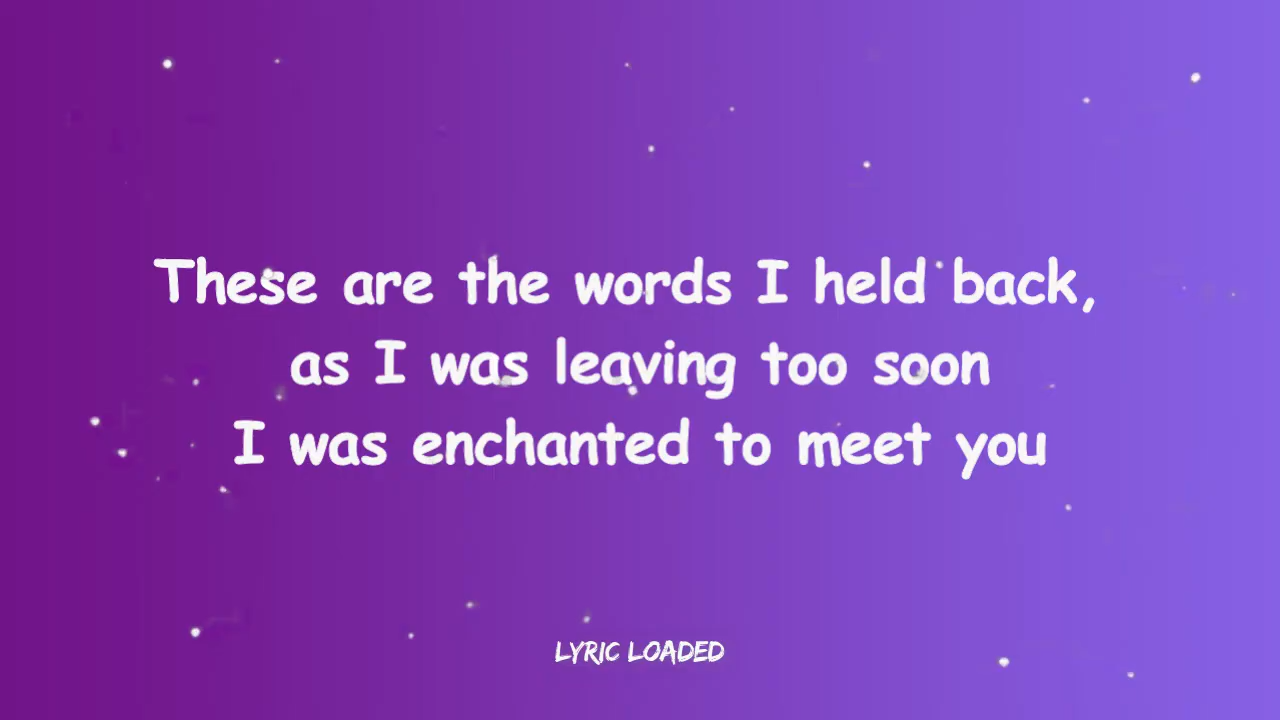 These are the words I held back,
as I was leaving too soon
I was enchanted to meet you
LYRIC LOADED